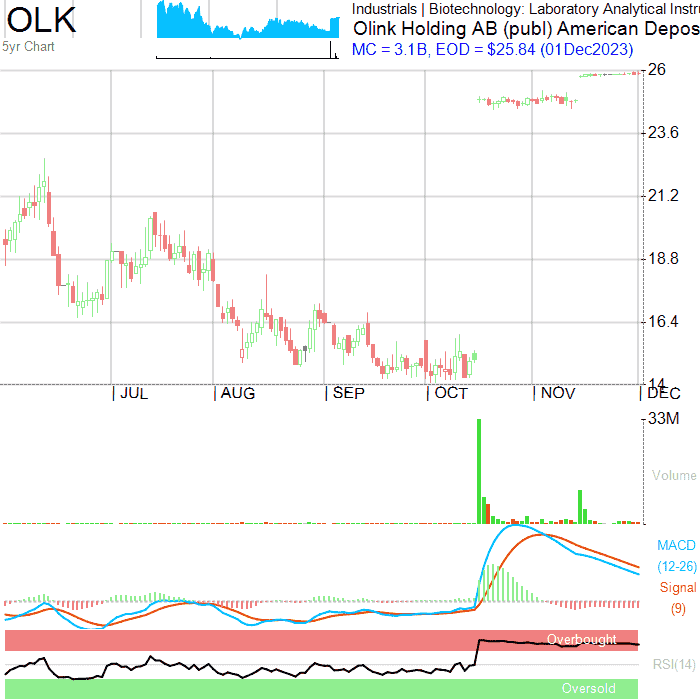 OLK
5yr Chart
Industrials | Biotechnology: Laboratory Analytical Instru
Olink Holding AB (publ) American Depos
MC = 3.1B, EOD = $25.84 (01Dec2023)
26
23.6
21.2
18.8
16.4
14
JUL AUG SEP OCT NOV DEC
33M
Volume
MACD
(12-26)
Signal
(9)
Overbought
RSI(14)
Oversold